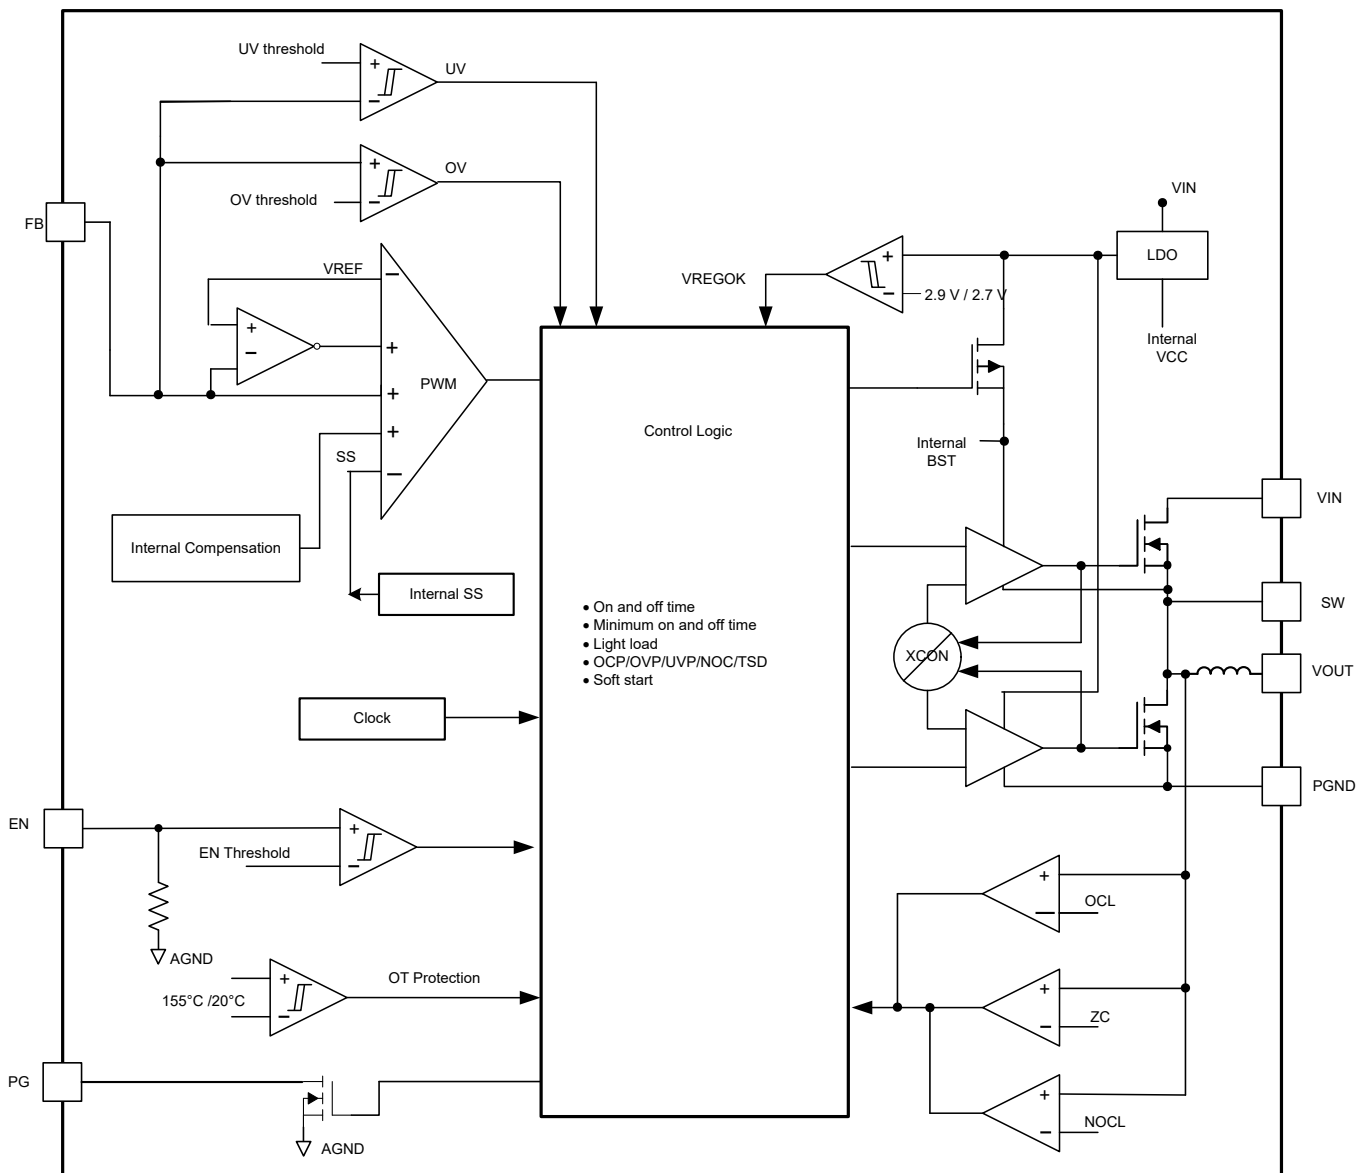 UV threshold
+
−
UV
+
−
OV
OV threshold
FB
VREF
−
+
−
+
+
+
−
PWM
SS
Internal Compensation
Internal SS
VREGOK
+
−
2.9 V / 2.7 V
VIN
LDO
Internal
VCC
Control Logic
Internal
BST
VIN
SW
XCON
VOUT
PGND
• On and off time
• Minimum on and off time
• Light load
• OCP/OVP/UVP/NOC/TSD
• Soft start
Clock
EN
+
−
EN Threshold
AGND
+
−
155°C /20°C
OT Protection
PG
AGND
+
−
OCL
+
−
ZC
+
−
NOCL